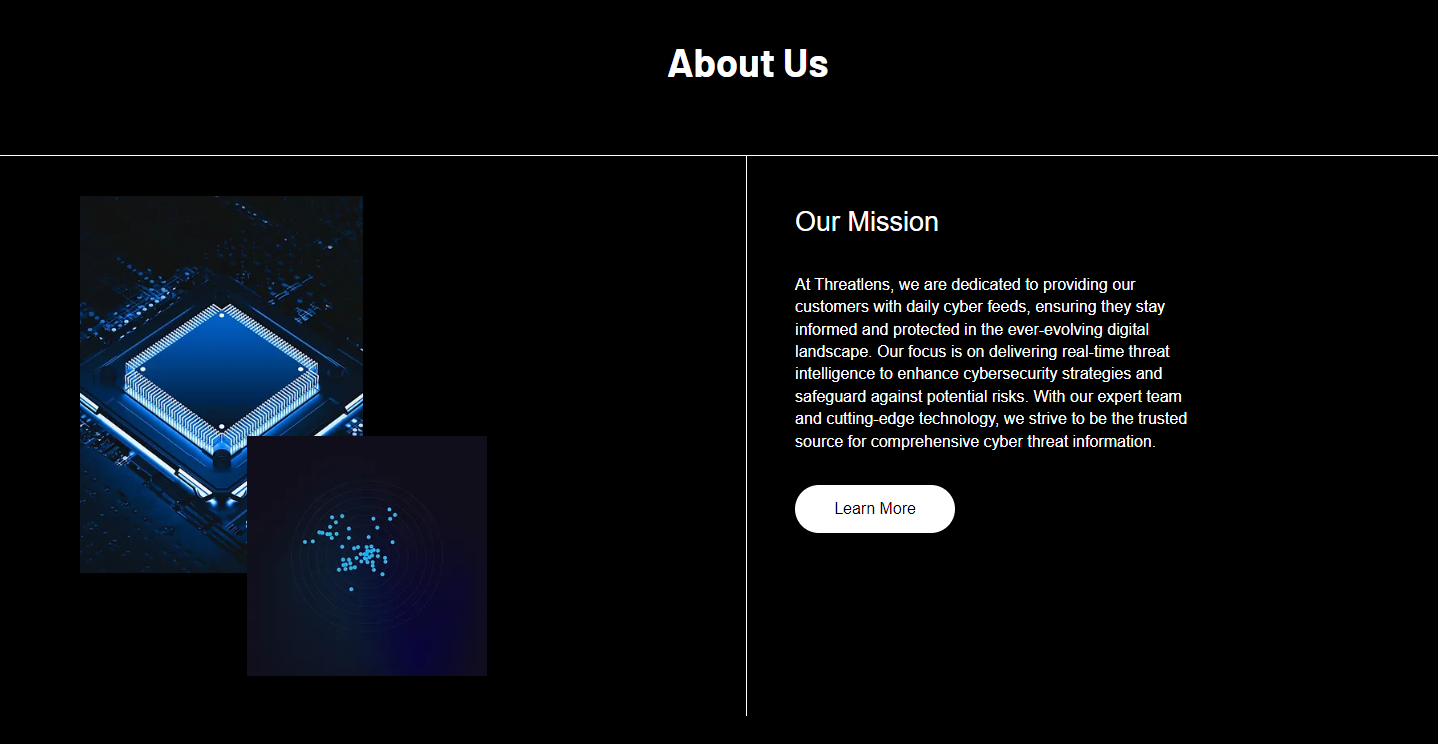 About Us
Our Mission
At Threatlens, we are dedicated to providing our
customers with daily cyber feeds, ensuring they stay
informed and protected in the ever-evolving digital
landscape. Our focus is on delivering real-time threat
intelligence to enhance cybersecurity strategies and
safeguard against potential risks. With our expert team
and cutting-edge technology, we strive to be the trusted
source for comprehensive cyber threat information.
Learn More